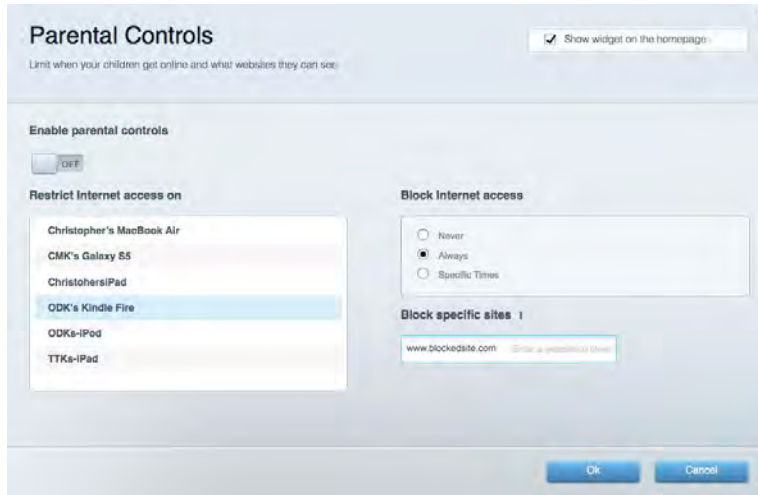 Parental Controls
Show widget on the homepage
Limit when your children get online and what websites they can see.
Enable parental controls
OFF
Restrict Internet access on
Block Internet access
Christopher's MacBook Air
CMK's Galaxy S5
ChristohersiPad
ODK's Kindle Fire
ODKs-iPod
TTKs-iPad
Never
Always
Specific Times
Block specific sites
www.blockedsite.com Enter a
Ok
Cancel